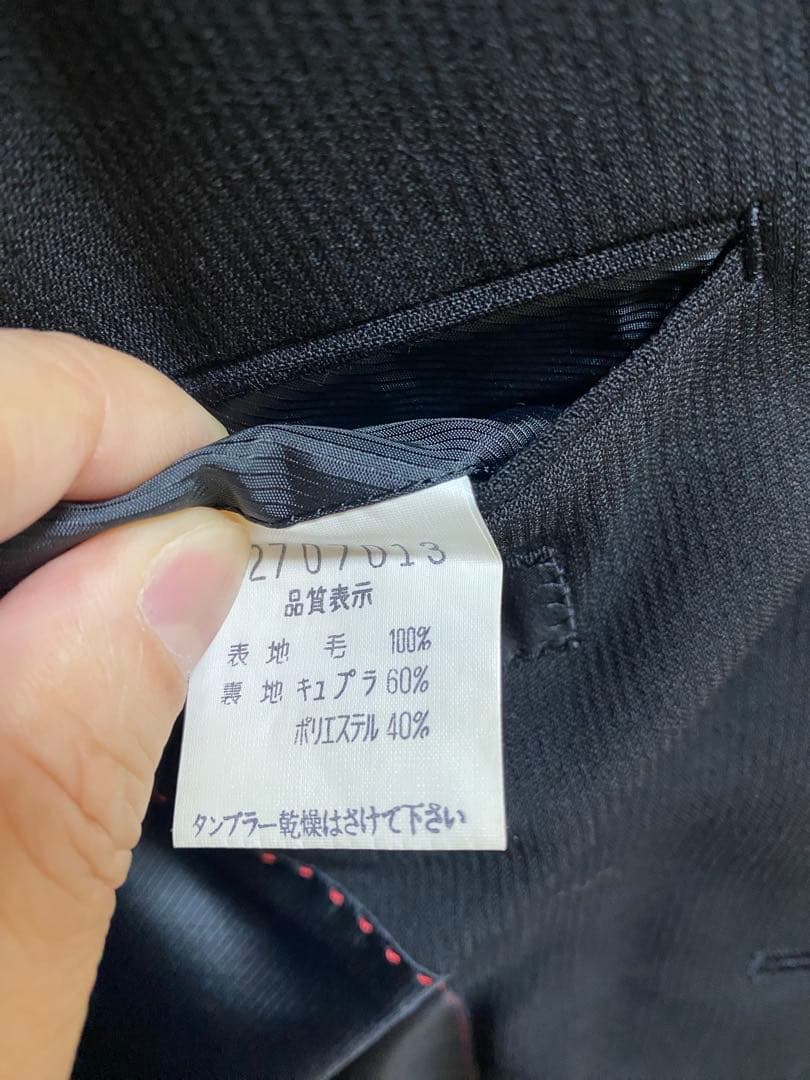 2707013
品質表示
表地 毛 100%
裏地 キュプラ 60%
ポリエステル 40%
タンブラー乾燥はさけて下さい